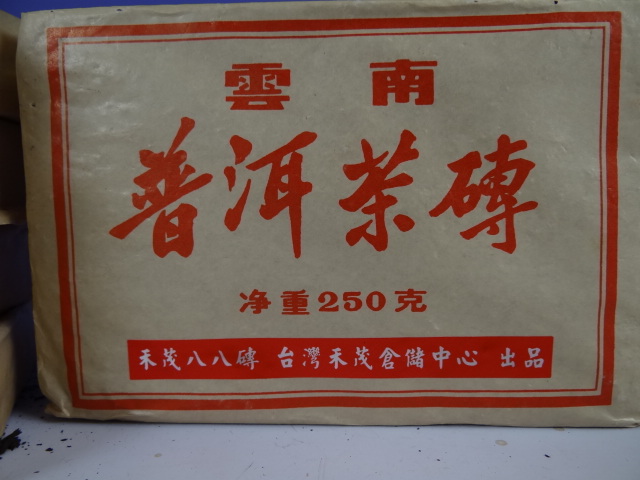 雲南
普洱茶磚
净重250克
禾茂八八磚 台灣禾茂倉儲中心 出品